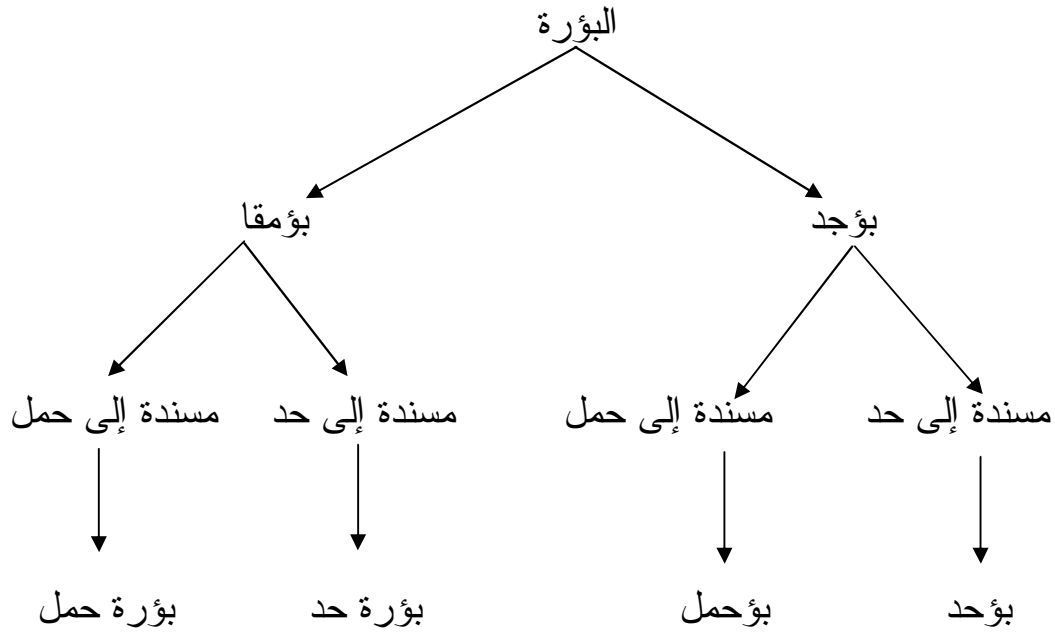 البؤرة
بؤجد
بؤمقا
مسندة إلى حد
مسندة إلى حمل
مسندة إلى حد
مسندة إلى حمل
بؤحد
بؤحمل
بؤرة حد
بؤرة حمل